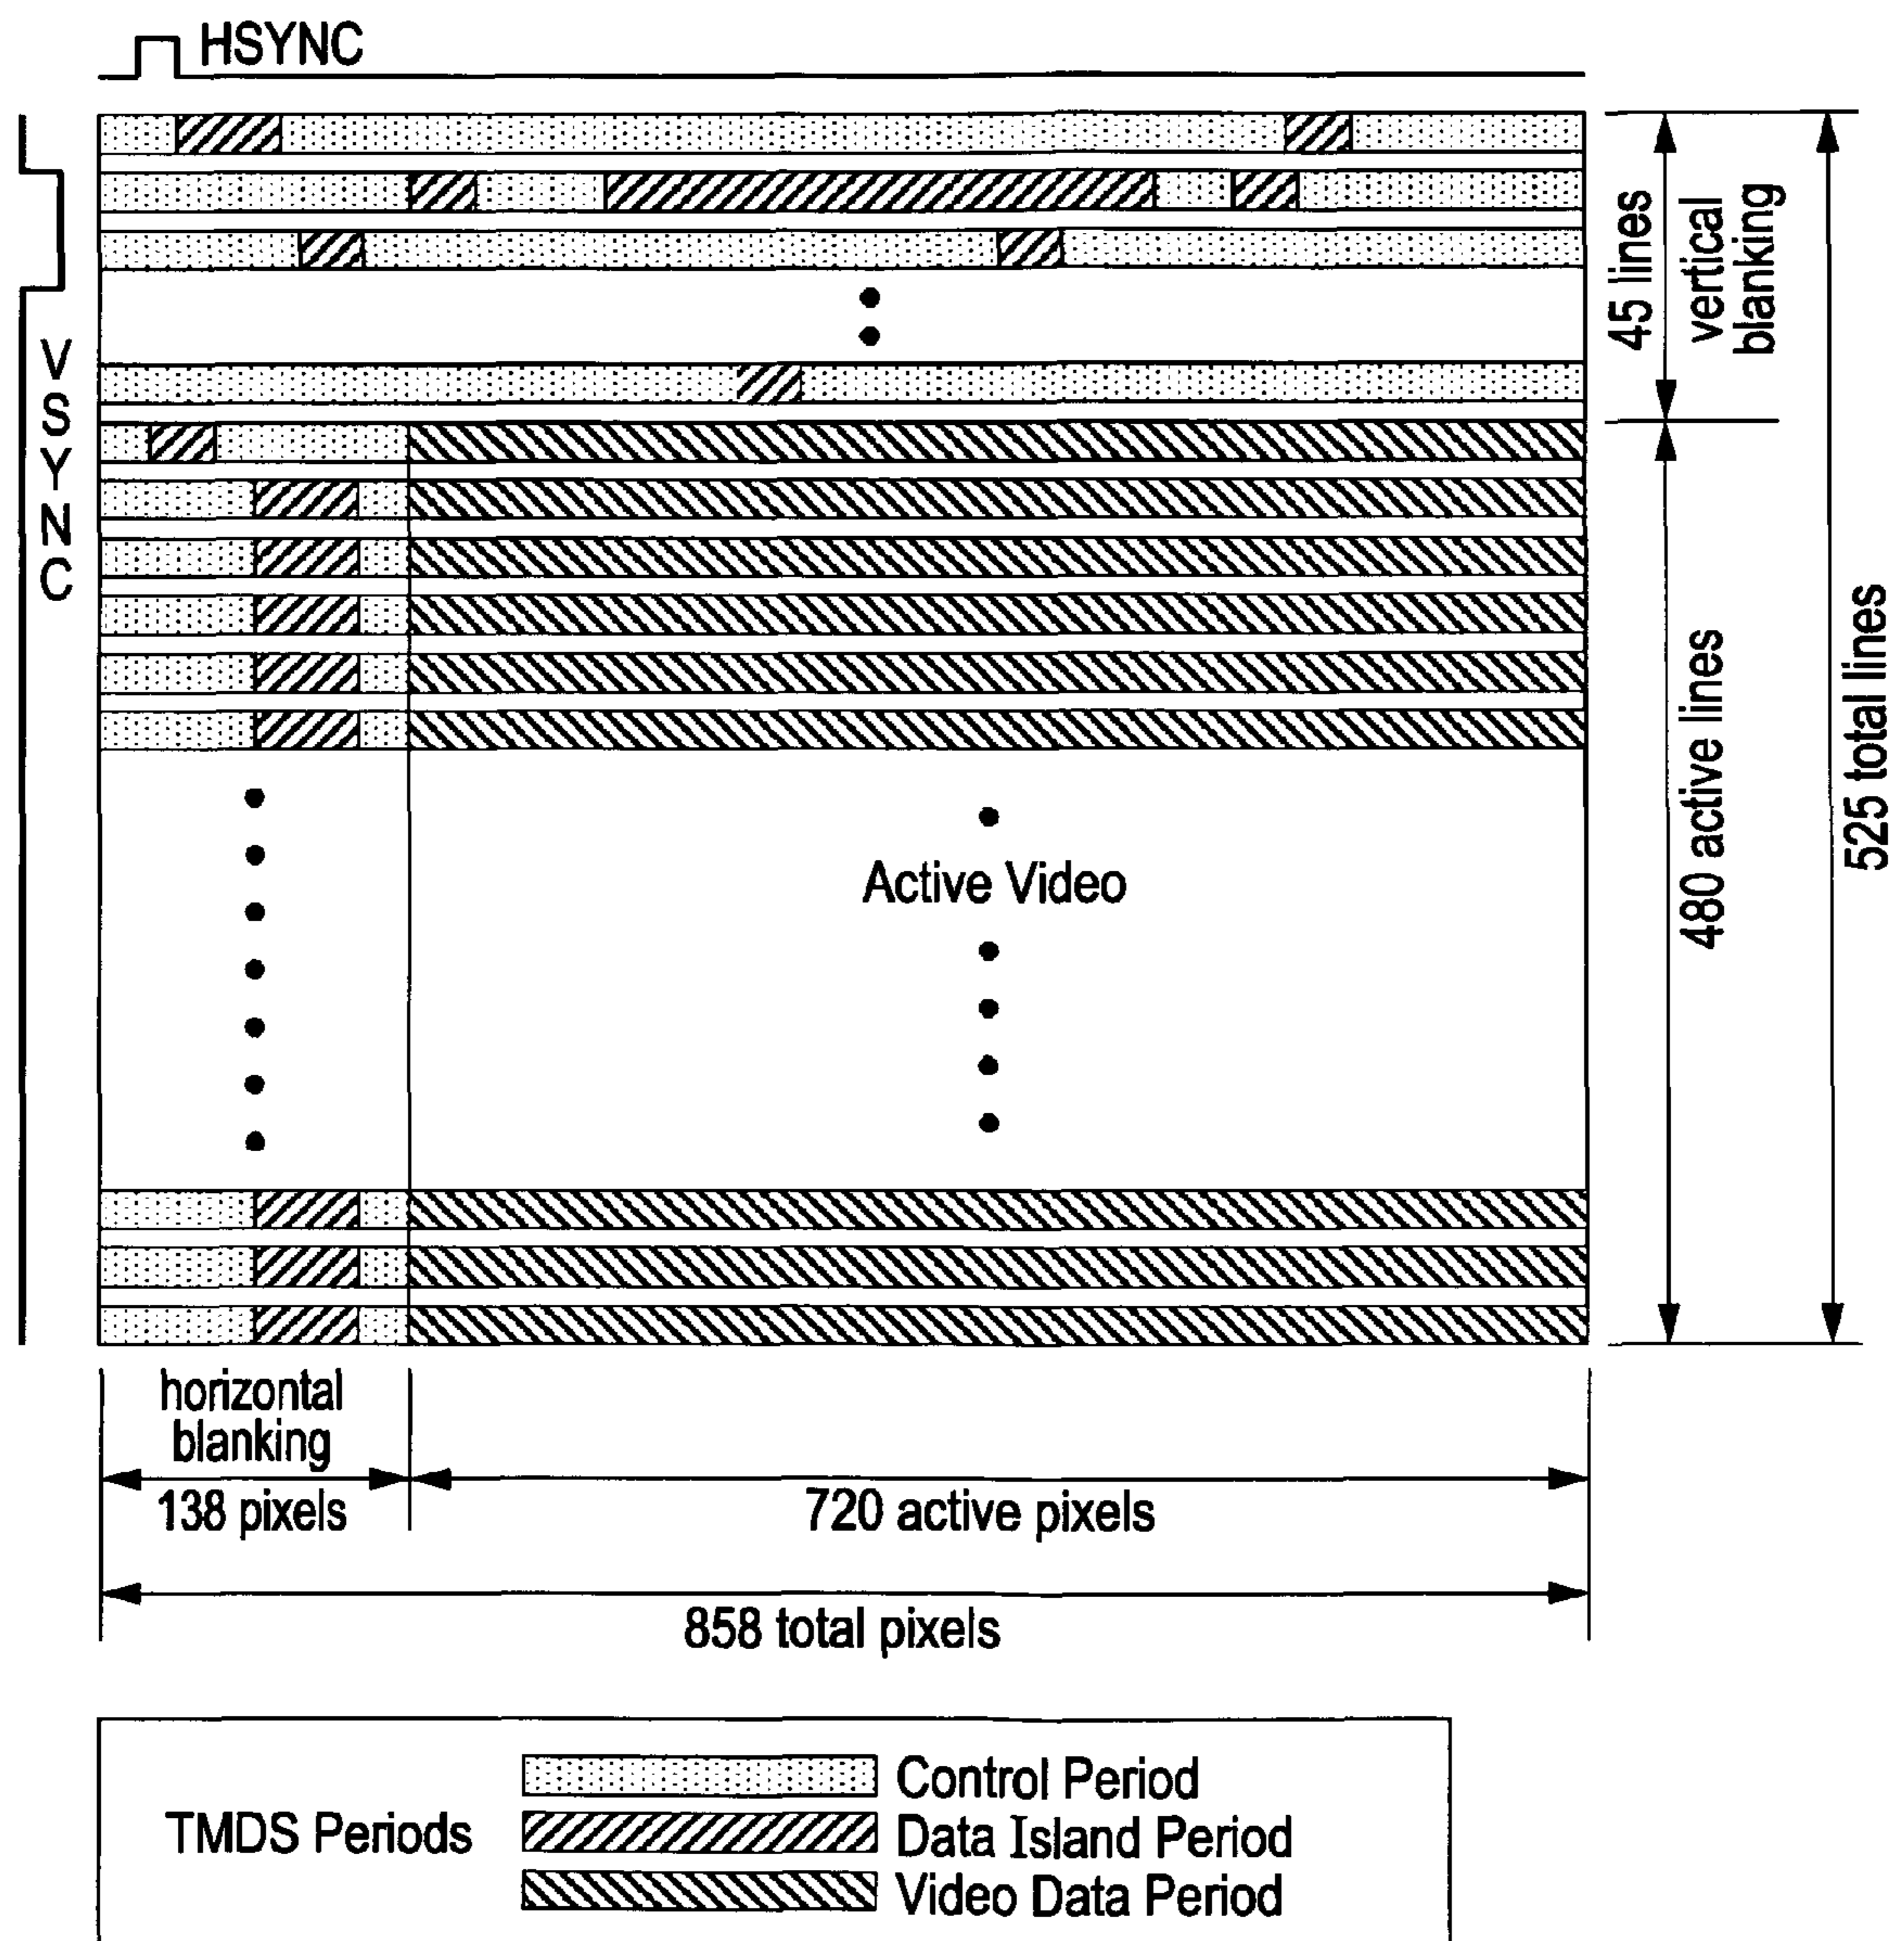 HSYNC
VSYNC
45 lines
vertical
blanking
480 active lines
525 total lines
Active Video
horizontal
blanking
138 pixels
720 active pixels
858 total pixels
TMDS Periods
Control Period
Data Island Period
Video Data Period